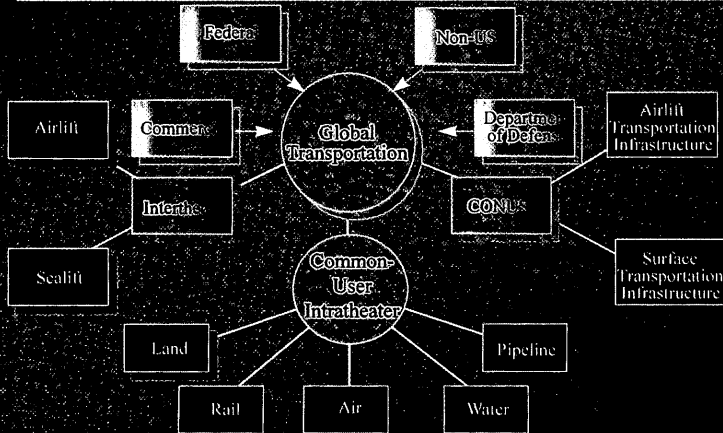 Federal
Non-US
Airlift
Commerc
Global
Transportation
Departme
of Defens
Airlift
Transportation
Infrastructure
Interthe
CONUS
Sealift
Common-
User
Intratheater
Surface
Transportation
Infrastructure
Land
Pipeline
Rail
Air
Water